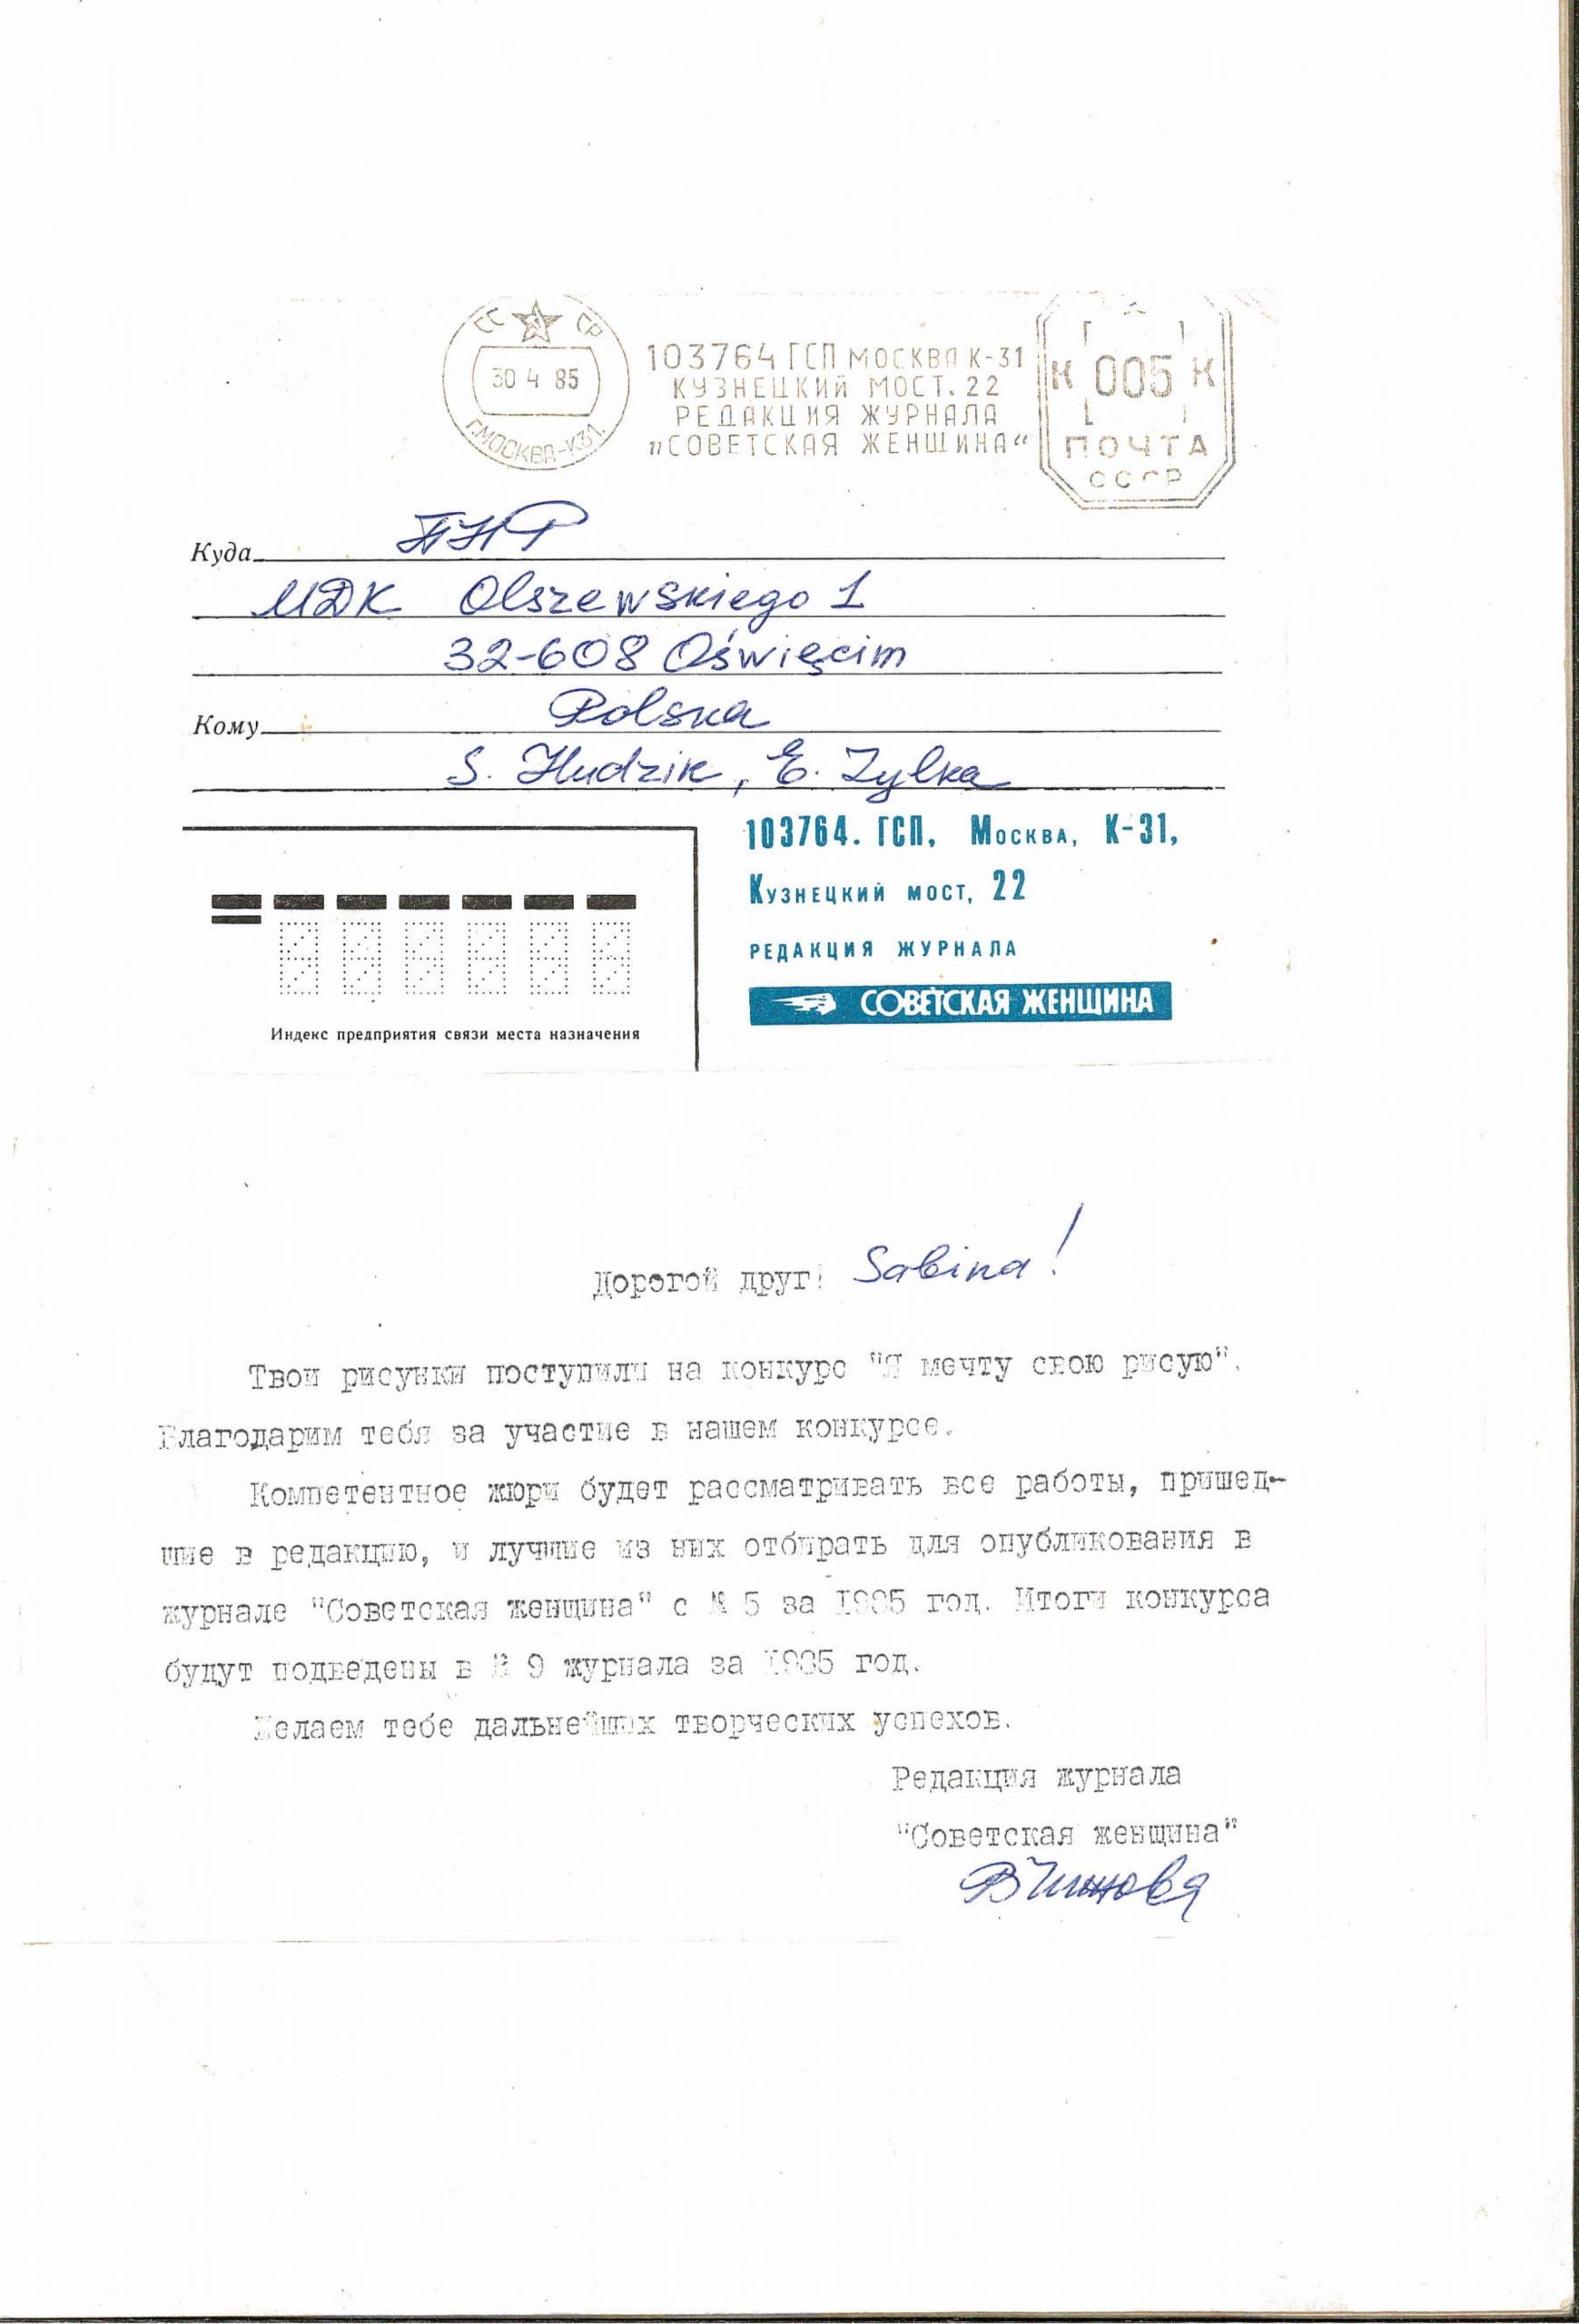 СС СР
30 4 85
Г.МОСКВА-К31.
103764 ГСП МОСКВА К-31
КУЗНЕЦКИЙ МОСТ. 22
РЕДАКЦИЯ ЖУРНАЛА
„СОВЕТСКАЯ ЖЕНЩИНА“
К 005 К
ПОЧТА
СССР
Куда ПНР
МДК Olszewskiego 1
32-608 Oświęcim
Кому Polska
S. Hudzik, E. Zylka
103764. ГСП, Москва, К-31,
Кузнецкий мост, 22
РЕДАКЦИЯ ЖУРНАЛА
СОВЕТСКАЯ ЖЕНЩИНА
Индекс предприятия связи места назначения
Дорогой друг! Sabina!
Твои рисунки поступили на конкурс "Я мечту свою рисую".
Благодарим тебя за участие в нашем конкурсе.
Компетентное жюри будет рассматривать все работы, пришед-
шие в редакцию, и лучшие из них отбирать для опубликования в
журнале "Советская женщина" с № 5 за 1985 год. Итоги конкурса
будут подведены в № 9 журнала за 1985 год.
Желаем тебе дальнейших творческих успехов.
Редакция журнала
"Советская женщина"